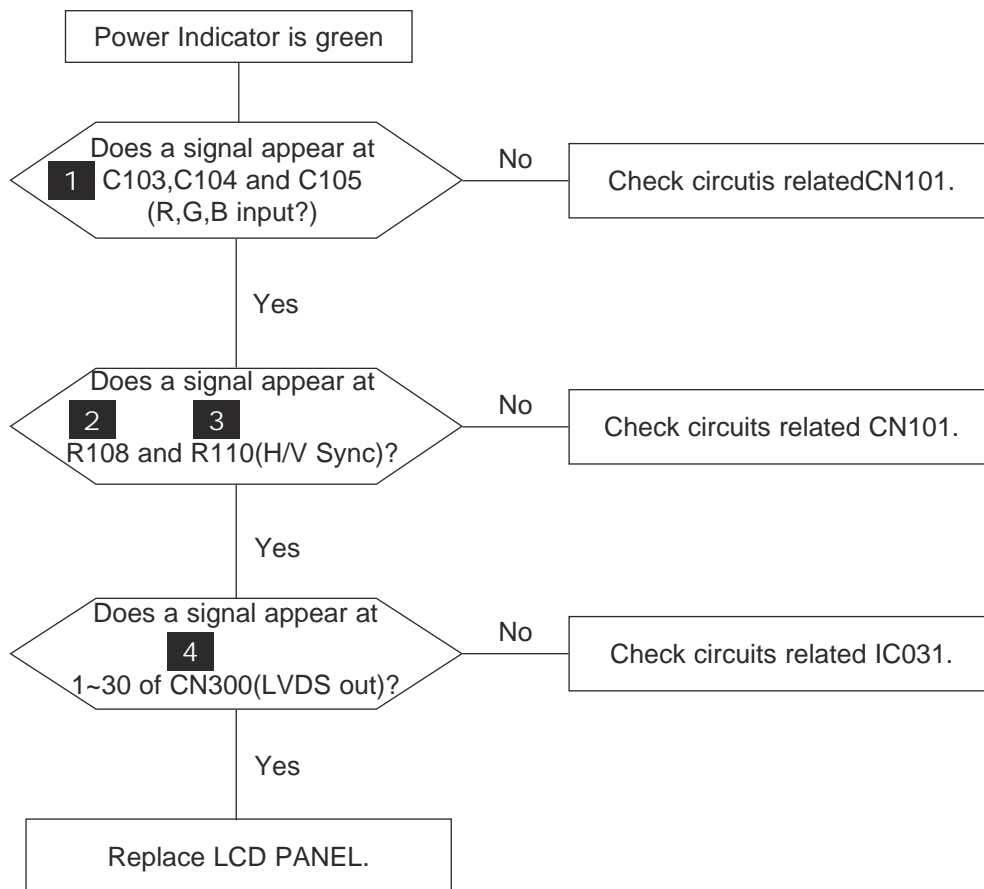 Power Indicator is green
Does a signal appear at
1 C103,C104 and C105
(R,G,B input?)
No
Check circutis relatedCN101.
Yes
Does a signal appear at
2 3
R108 and R110(H/V Sync)?
No
Check circuits related CN101.
Yes
Does a signal appear at
4
1~30 of CN300(LVDS out)?
No
Check circuits related IC031.
Yes
Replace LCD PANEL.